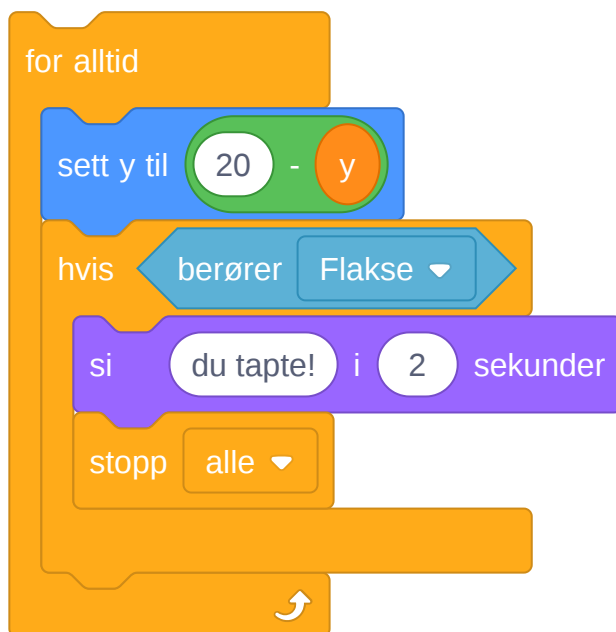 for alltid
sett y til 20 - y
hvis berører Flakse
si du tapte! i 2 sekunder
stopp alle